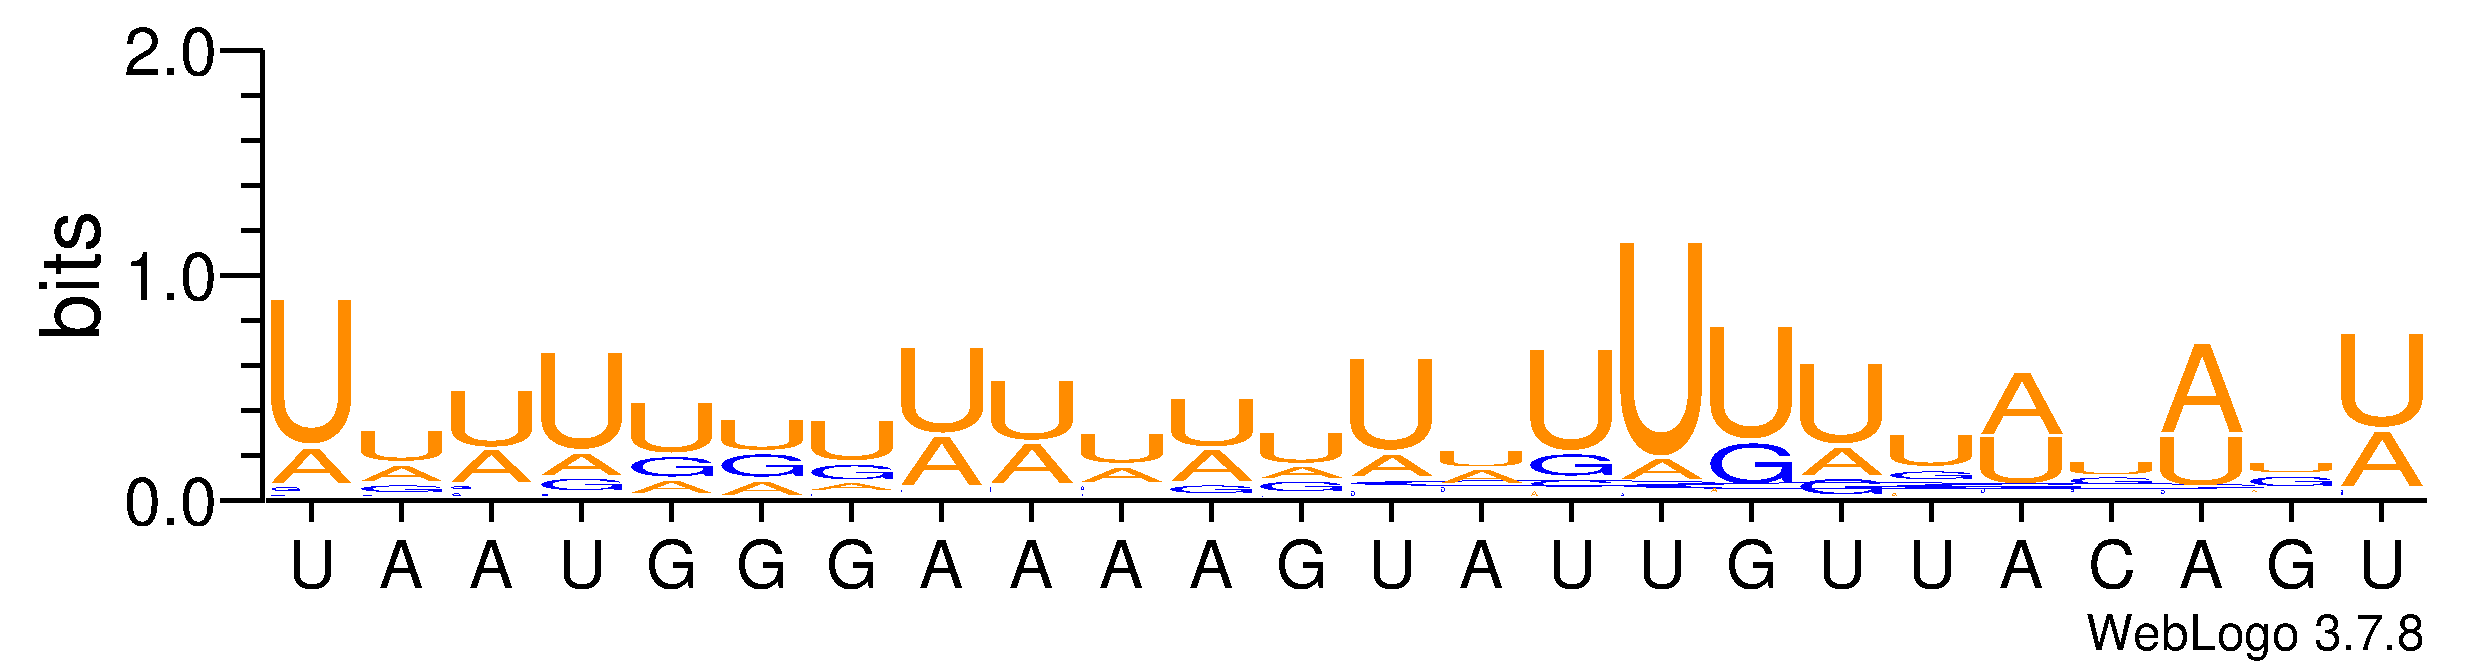 2.0
1.0
0.0
bits
U A A U G G G A A A A G U A U U G U U A C A G U
WebLogo 3.7.8